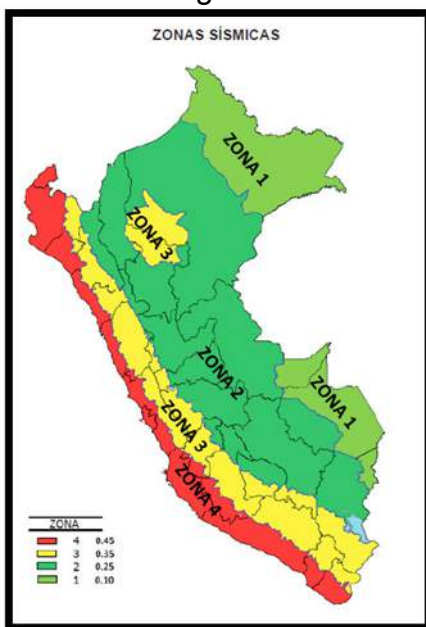 ZONAS SÍSMICAS
ZONA 1
ZONA 3
ZONA 2
ZONA 1
ZONA 3
ZONA 4
ZONA
4 0.45
3 0.35
2 0.25
1 0.10